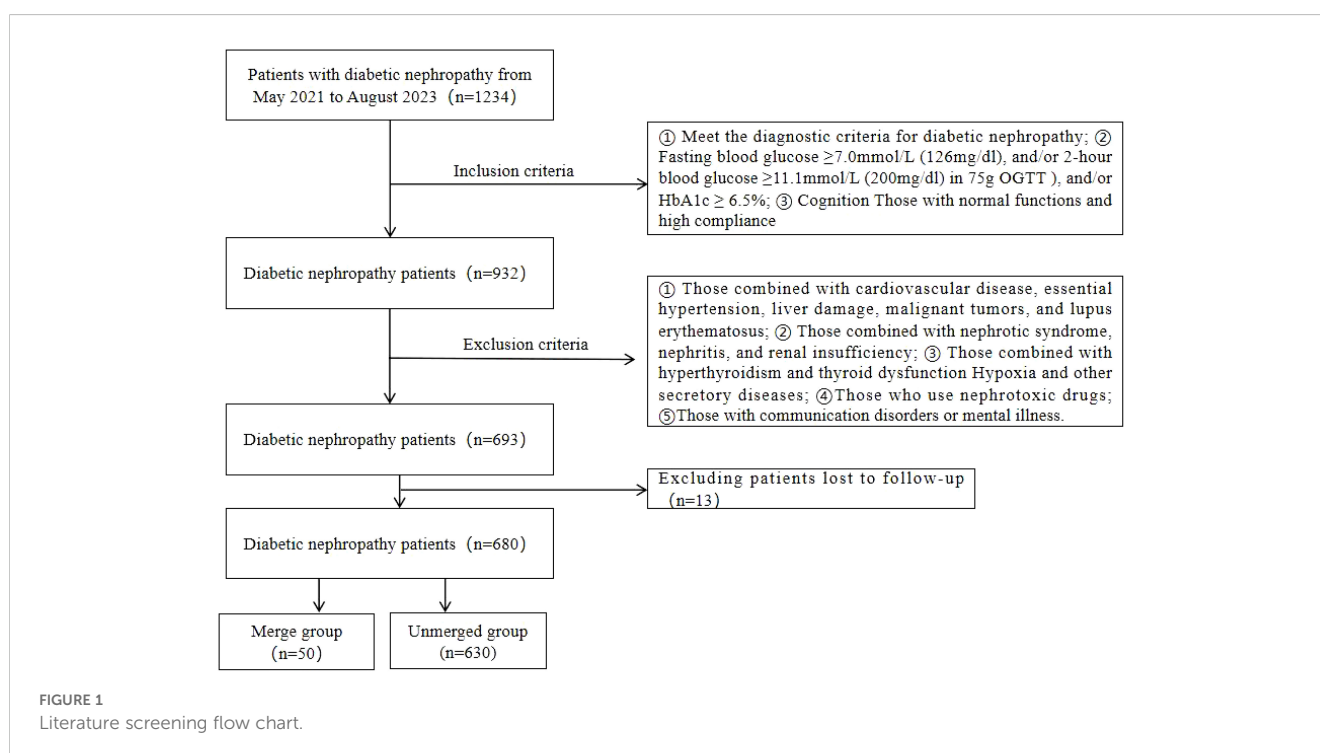 Patients with diabetic nephropathy from
May 2021 to August 2023 (n=1234)
Inclusion criteria
① Meet the diagnostic criteria for diabetic nephropathy; ②
Fasting blood glucose ≥7.0mmol/L (126mg/dl), and/or 2-hour
blood glucose ≥11.1mmol/L (200mg/dl) in 75g OGTT ), and/or
HbA1c ≥ 6.5%; ③ Cognition Those with normal functions and
high compliance
Diabetic nephropathy patients (n=932)
Exclusion criteria
① Those combined with cardiovascular disease, essential
hypertension, liver damage, malignant tumors, and lupus
erythematosus; ② Those combined with nephrotic syndrome,
nephritis, and renal insufficiency; ③ Those combined with
hyperthyroidism and thyroid dysfunction Hypoxia and other
secretory diseases; ④Those who use nephrotoxic drugs;
⑤Those with communication disorders or mental illness.
Diabetic nephropathy patients (n=693)
Excluding patients lost to follow-up
(n=13)
Diabetic nephropathy patients (n=680)
Merge group
(n=50)
Unmerged group
(n=630)
FIGURE 1
Literature screening flow chart.